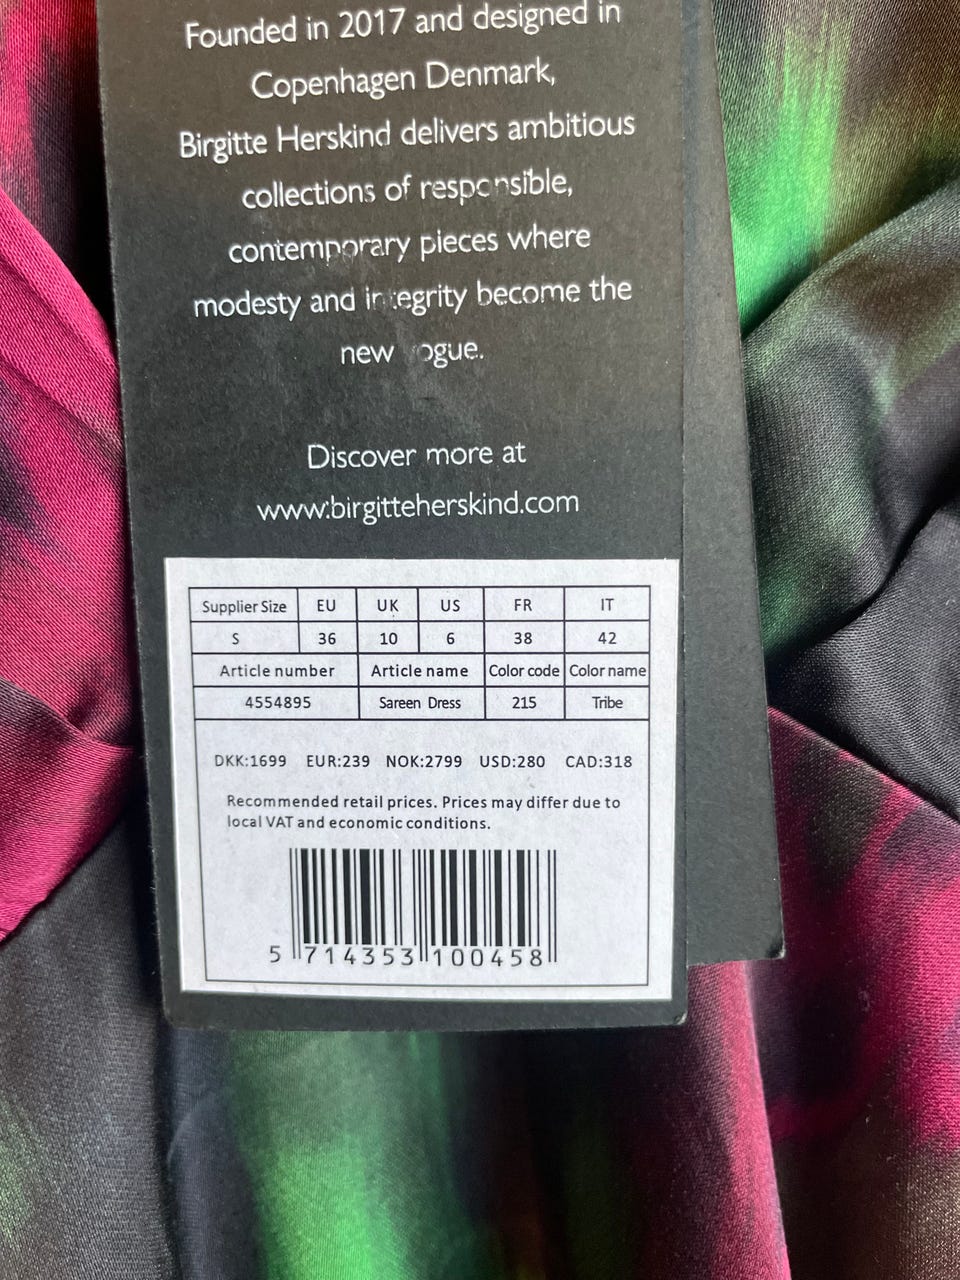 Founded in 2017 and designed in
Copenhagen Denmark,
Birgitte Herskind delivers ambitious
collections of responsible,
contemporary pieces where
modesty and integrity become the
new vogue.
Discover more at
www.birgitteherskind.com
Supplier Size EU UK US FR IT
S 36 10 6 38 42
Article number Article name Color code Color name
4554895 Sareen Dress 215 Tribe
DKK:1699 EUR:239 NOK:2799 USD:280 CAD:318
Recommended retail prices. Prices may differ due to
local VAT and economic conditions.
5 714353 100458